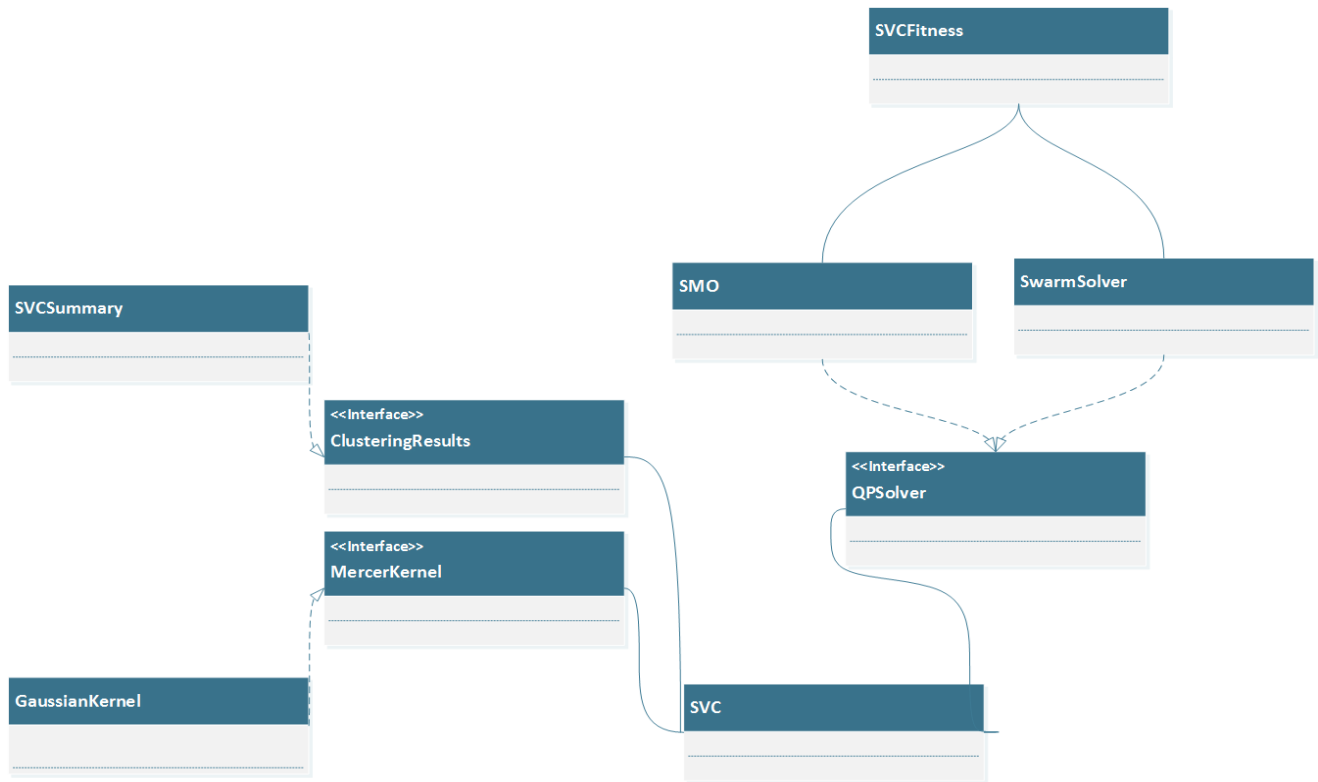 SVCFitness
SMO
SwarmSolver
SVCSummary
<<Interface>>
ClusteringResults
<<Interface>>
QPSolver
<<Interface>>
MercerKernel
GaussianKernel
SVC